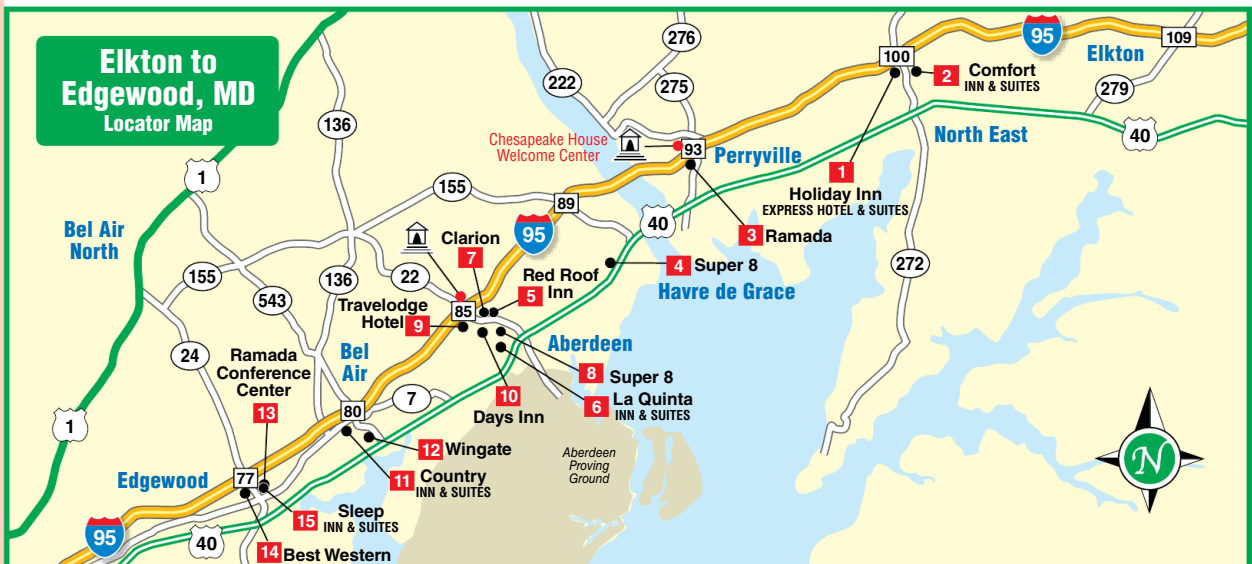 Elkton to
Edgewood, MD
Locator Map
276
95
109
100
Elkton
2 Comfort
INN & SUITES
222
275
279
136
40
North East
Chesapeake House
Welcome Center
93
Perryville
1
1
Holiday Inn
EXPRESS HOTEL & SUITES
155
89
40
3 Ramada
Bel Air
North
95
Clarion
7
272
4 Super 8
155
136
22
Red Roof
5 Inn
Havre de Grace
543
Travelodge
Hotel 9
85
Aberdeen
24
Ramada
Conference
Center
13
Bel
Air
8 Super 8
10
Days Inn
6 La Quinta
INN & SUITES
7
80
1
12 Wingate
Aberdeen
Proving
Ground
N
Edgewood
77
11 Country
INN & SUITES
15 Sleep
INN & SUITES
95
40
14 Best Western